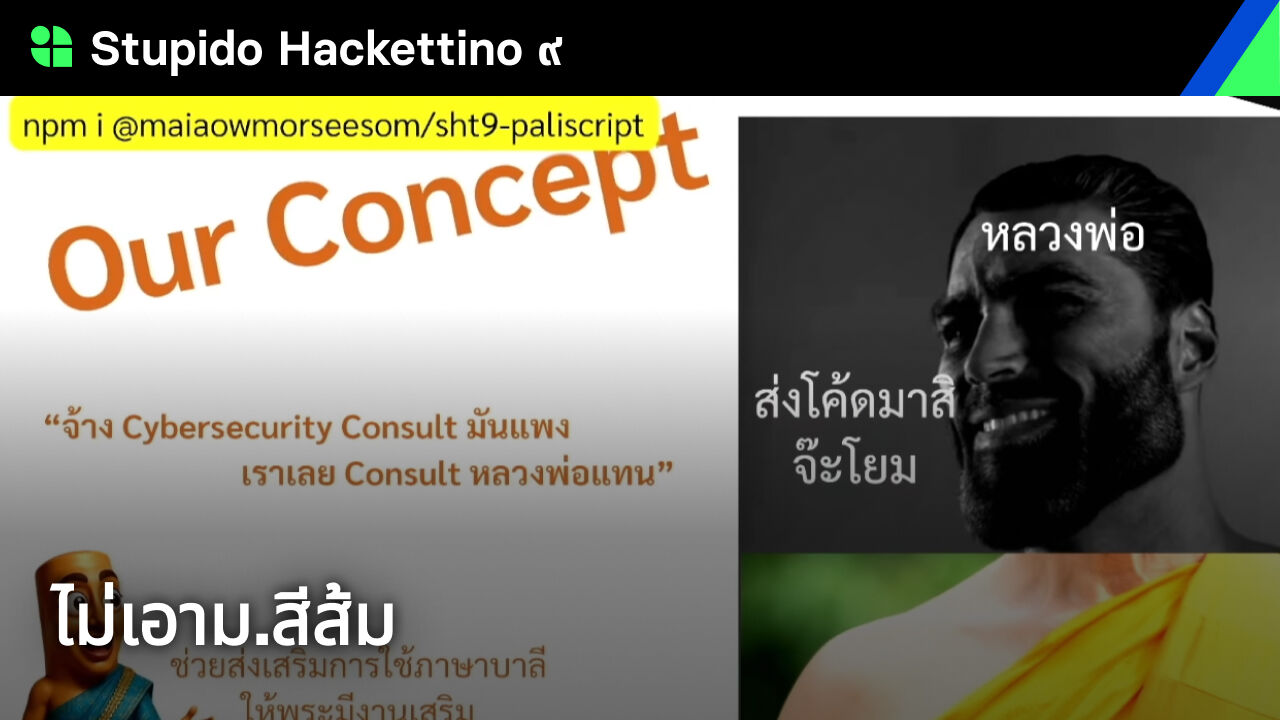 Stupido Hackettino ๙
npm i @maiaowmorseesom/sht9-paliscript
Our Concept
หลวงพ่อ
ส่งโค้ดมาสิ
จ๊ะโยม
“จ้าง Cybersecurity Consult มันแพง
เราเลย Consult หลวงพ่อแทน”
ไม่เอาม.สีส้ม
ช่วยส่งเสริมการใช้ภาษาบาลี
ให้พระมีงานเสริม